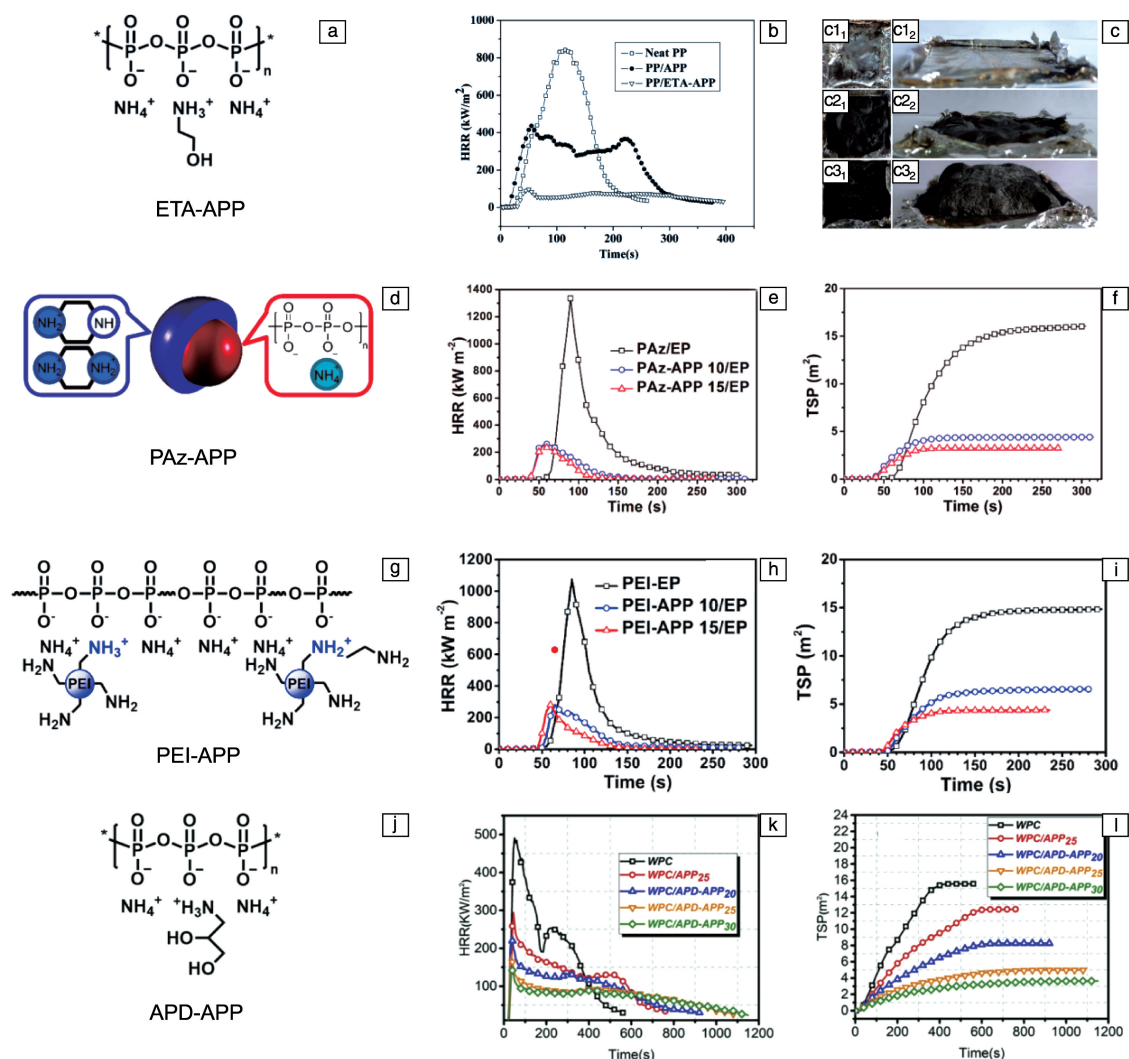 a
O O O
* P O P O P *
O⁻ O⁻ O⁻ n
NH₄⁺ NH₃⁺ NH₄⁺
OH
ETA-APP
b
1000
800
600
400
200
0
HRR (kW/m²)
Neat PP
PP/APP
PP/ETA-APP
0 100 200 300 400
Time(s)
c
c1₁ c1₂
c2₁ c2₂
c3₁ c3₂
d
NH₂⁺ NH
NH₂⁺ NH₂⁺
O O
P O P O
O⁻ O⁻ n
NH₄⁺
PAz-APP
e
1400
1200
1000
800
600
400
200
0
HRR (kW m⁻²)
PAz/EP
PAz-APP 10/EP
PAz-APP 15/EP
0 50 100 150 200 250 300
Time (s)
f
20
15
10
5
0
TSP (m²)
0 50 100 150 200 250 300
Time (s)
g
O O O O O O
P O P O P O P O P O P
O⁻ O⁻ O⁻ O⁻ O⁻ O⁻
NH₄⁺ NH₃⁺ NH₄⁺ NH₄⁺ NH₄⁺ NH₂⁺
H₂N H₂N NH₂
PEI PEI
NH₂ NH₂
H₂N H₂N
PEI-APP
h
1200
1000
800
600
400
200
0
HRR (kW m⁻²)
PEI-EP
PEI-APP 10/EP
PEI-APP 15/EP
0 50 100 150 200 250 300
Time (s)
i
20
15
10
5
0
TSP (m²)
0 50 100 150 200 250 300
Time (s)
j
O O O
* P O P O P *
O⁻ O⁻ O⁻ n
NH₄⁺ ⁺H₃N NH₄⁺
HO
HO
APD-APP
k
500
400
300
250
150
100
HRR(KW/m²)
WPC
WPC/APP₂₅
WPC/APD-APP₂₀
WPC/APD-APP₂₅
WPC/APD-APP₃₀
0 200 400 600 800 1000 1200
Time(s)
l
24
22
20
18
16
14
12
10
8
6
4
2
0
TSP(m²)
WPC
WPC/APP₂₅
WPC/APD-APP₂₀
WPC/APD-APP₂₅
WPC/APD-APP₃₀
0 200 400 600 800 1000 1200
Time(s)